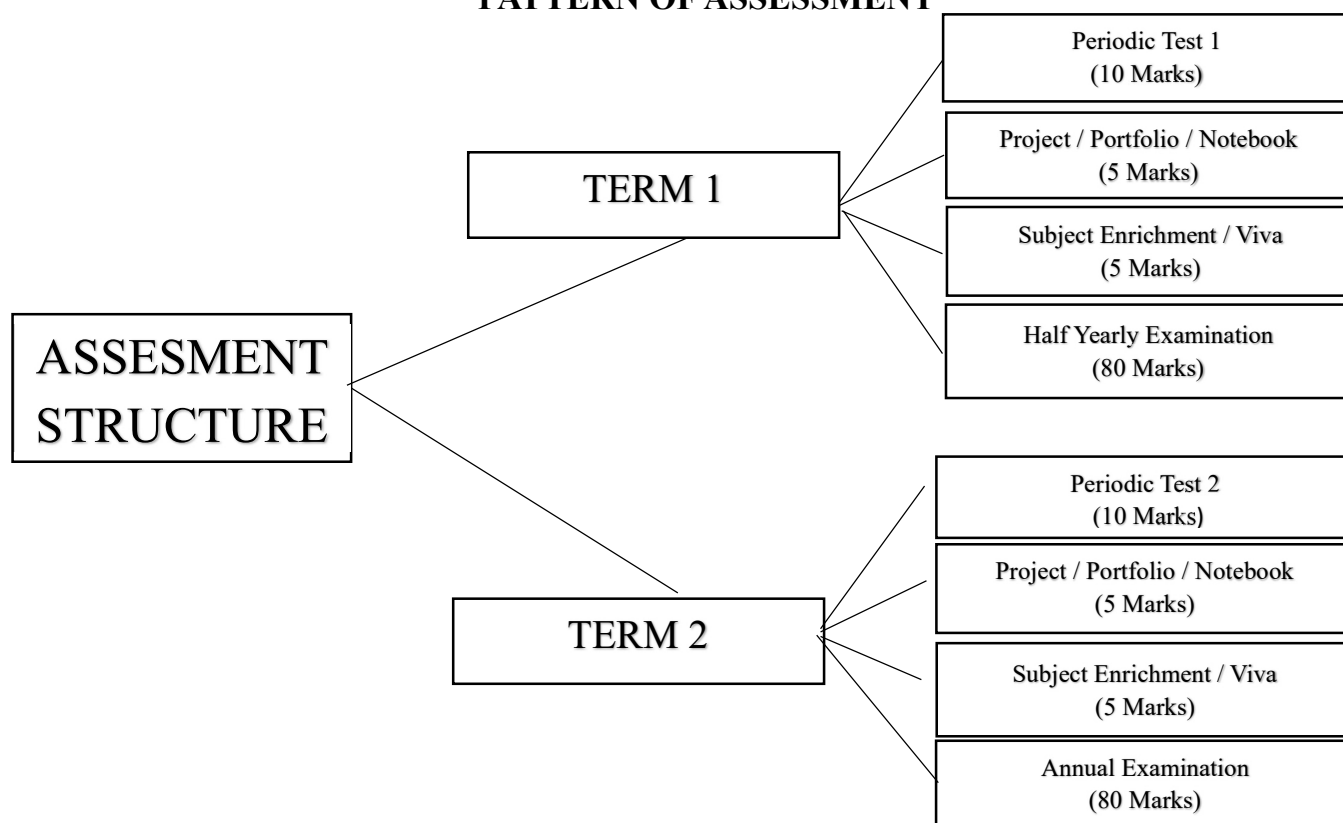 PATTERN OF ASSESSMENT
Periodic Test 1
(10 Marks)
Project / Portfolio / Notebook
(5 Marks)
TERM 1
Subject Enrichment / Viva
(5 Marks)
Half Yearly Examination
(80 Marks)
ASSESMENT
STRUCTURE
Periodic Test 2
(10 Marks)
Project / Portfolio / Notebook
(5 Marks)
TERM 2
Subject Enrichment / Viva
(5 Marks)
Annual Examination
(80 Marks)